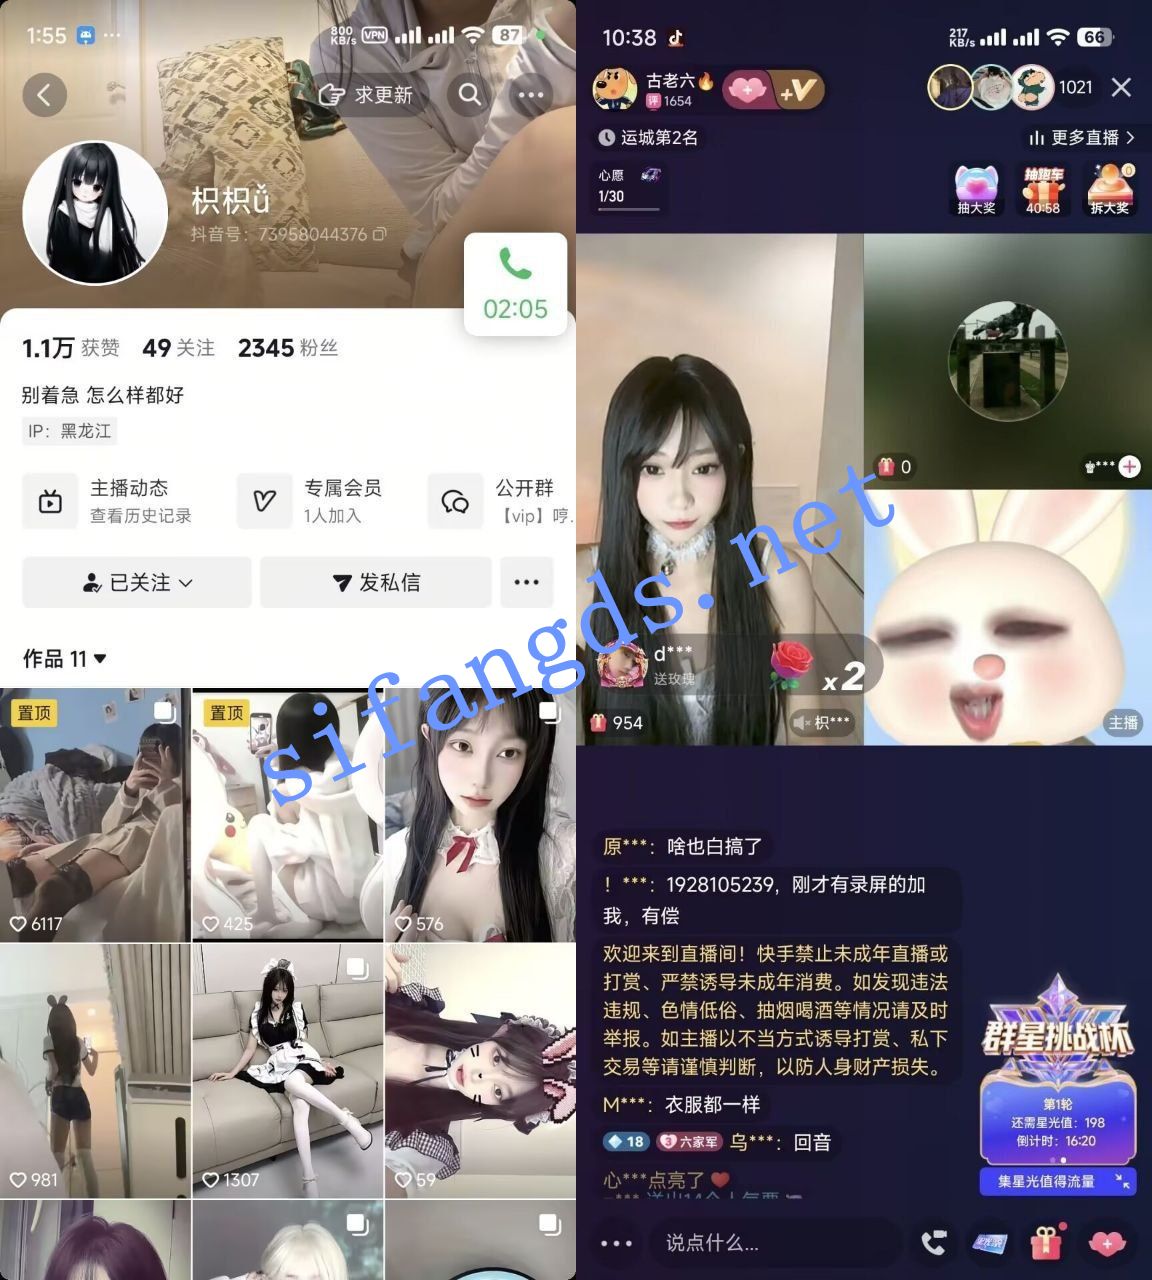 1:55
800 KB/s VPN 87
求更新
枳枳ǚ
抖音号：73958044376
02:05
1.1万 获赞 49 关注 2345 粉丝
别着急 怎么样都好
IP：黑龙江
主播动态
查看历史记录
专属会员
1人加入
公开群
【vip】哼.
已关注
发私信
作品 11
置顶
置顶
6117
425
576
981
1307
59
10:38
217 KB/s 66
古老六🔥
评 1654
+V
1021
运城第2名
更多直播
心愿
1/30
抽大奖
抽跑车
40:58
拆大奖
0
♚***
d***
送玫瑰
x2
954
枳***
主播
原***： 啥也白搞了
！***： 1928105239，刚才有录屏的加
我，有偿
欢迎来到直播间！快手禁止未成年直播或
打赏、严禁诱导未成年消费。如发现违法
违规、色情低俗、抽烟喝酒等情况请及时
举报。如主播以不当方式诱导打赏、私下
交易等请谨慎判断，以防人身财产损失。
M***： 衣服都一样
18 3 六家军 乌***： 回音
心***点亮了
群星挑战杯
第1轮
还需星光值：198
倒计时：16:20
集星光值得流量
说点什么...
sifangds.net